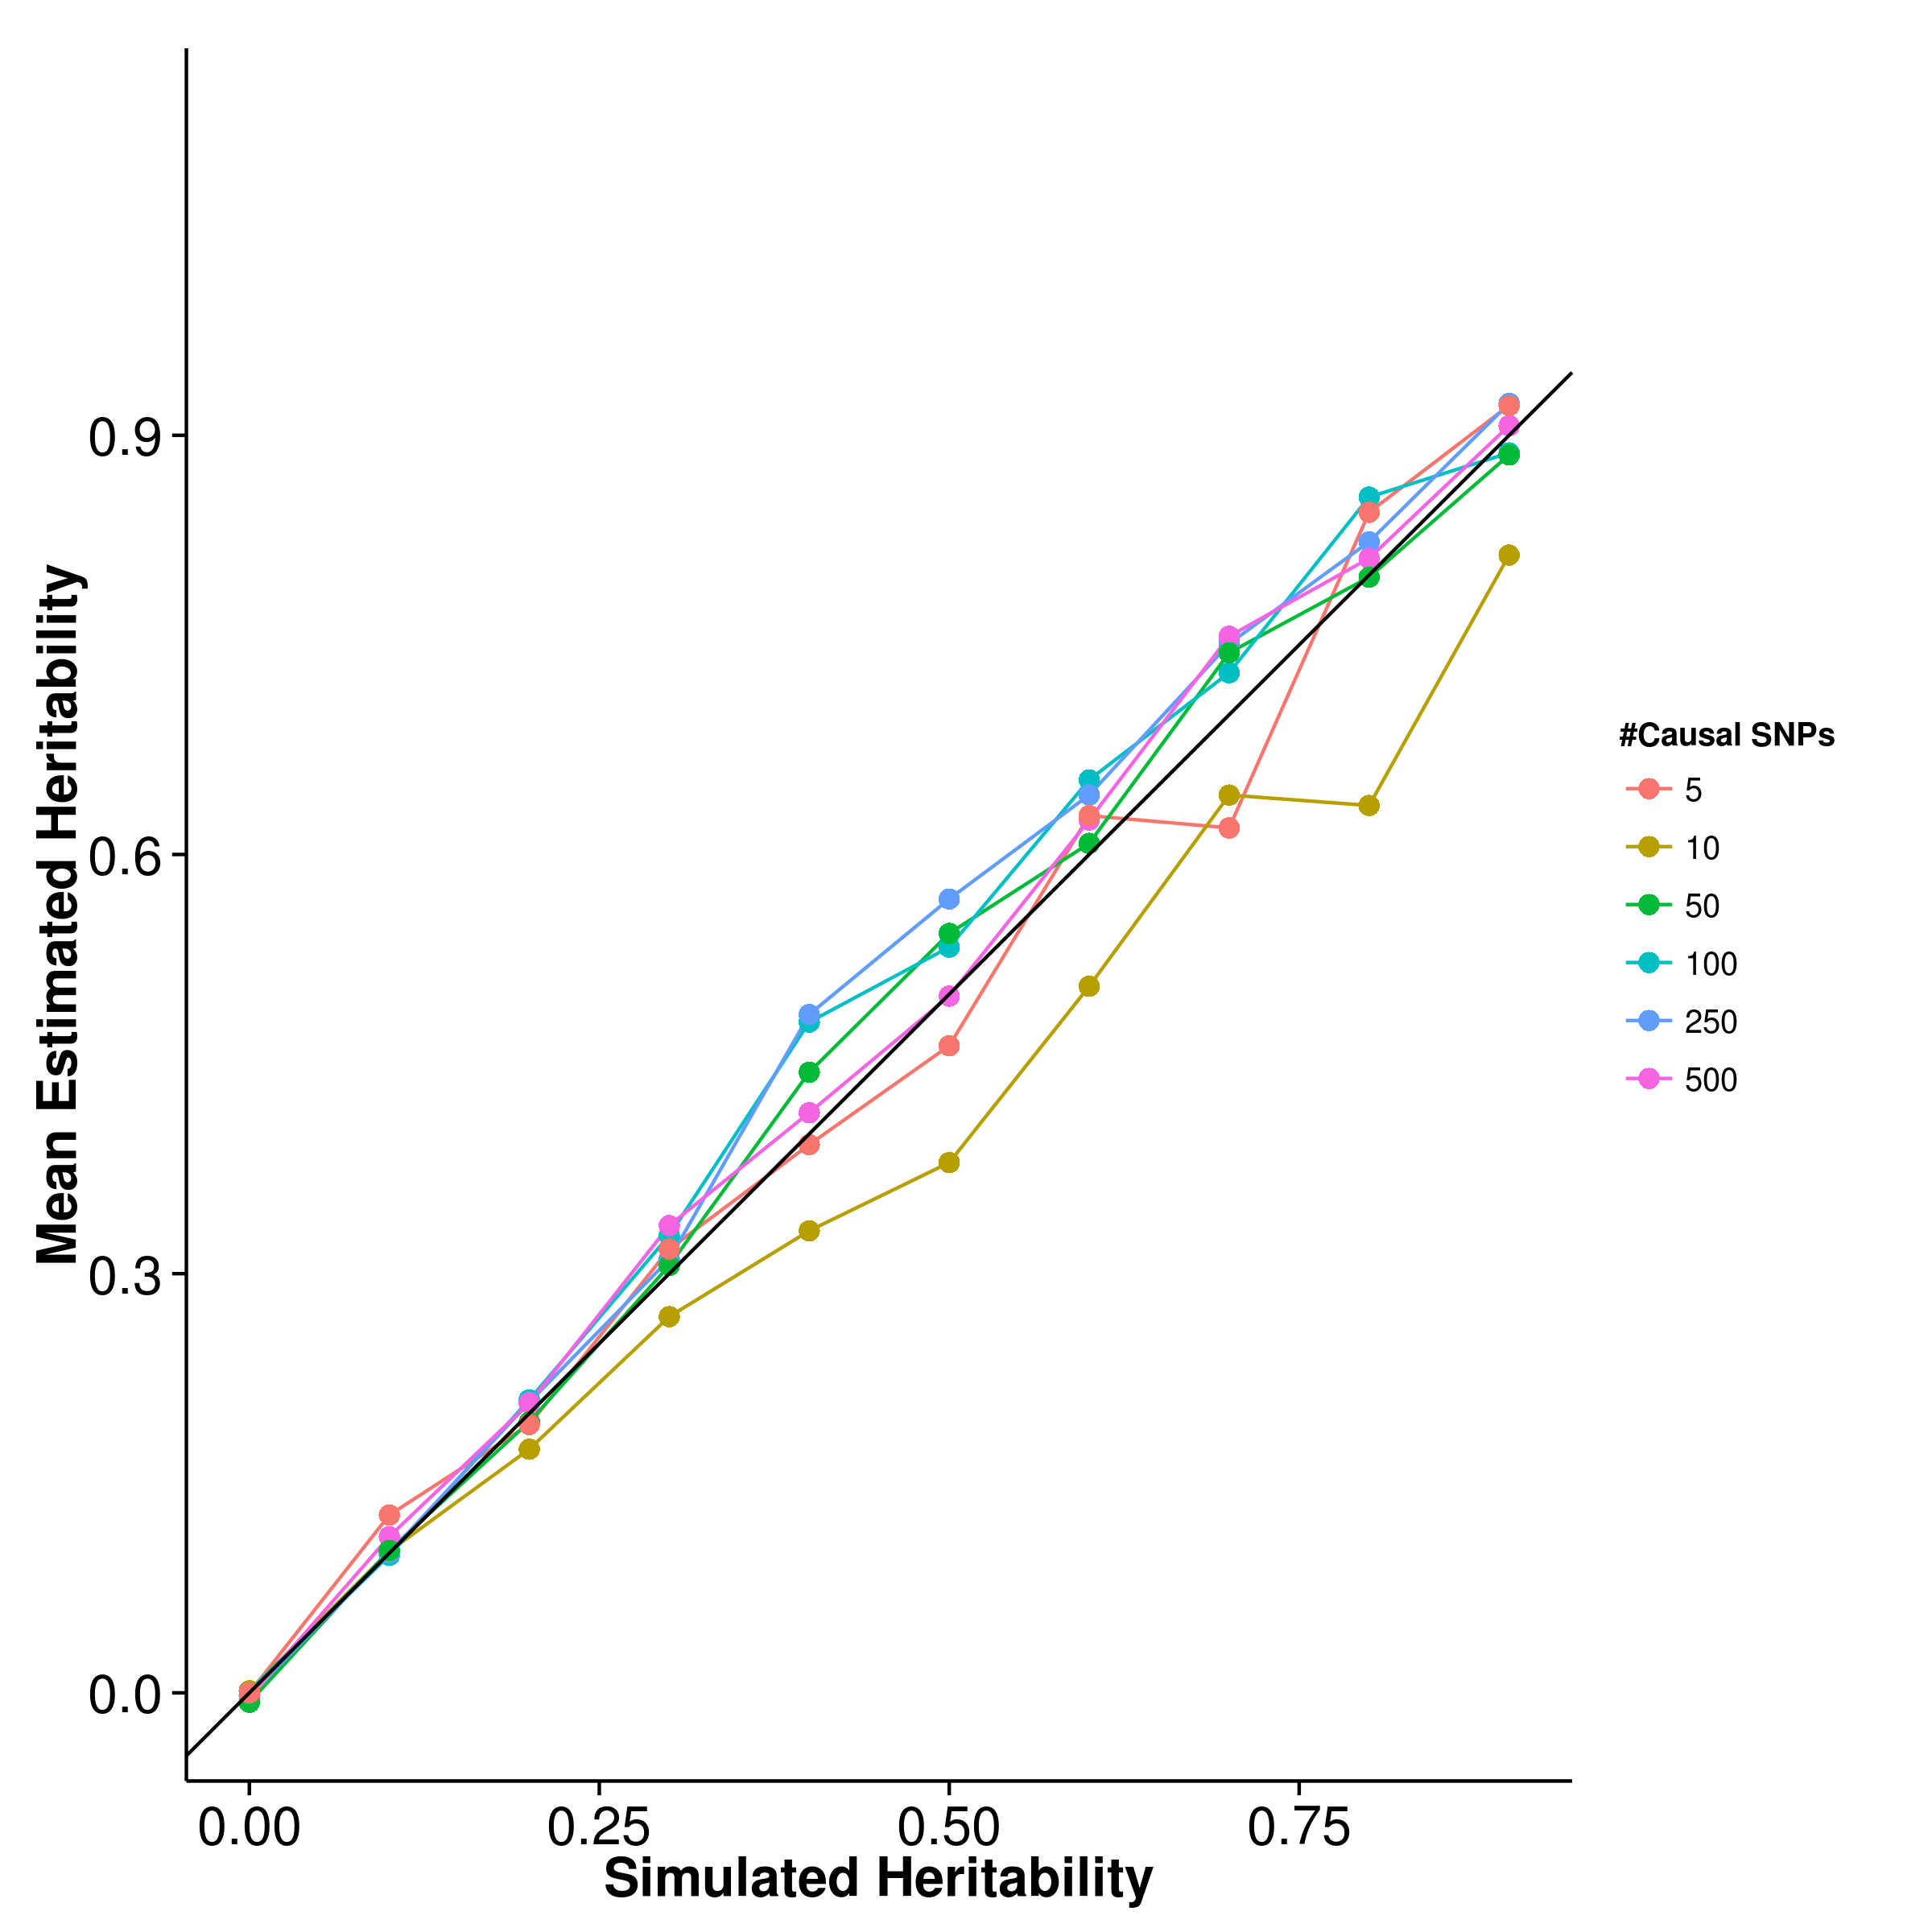 Mean Estimated Heritability
0.9
0.6
0.3
0.0
0.00 0.25 0.50 0.75
Simulated Heritability
#Causal SNPs
5
10
50
100
250
500